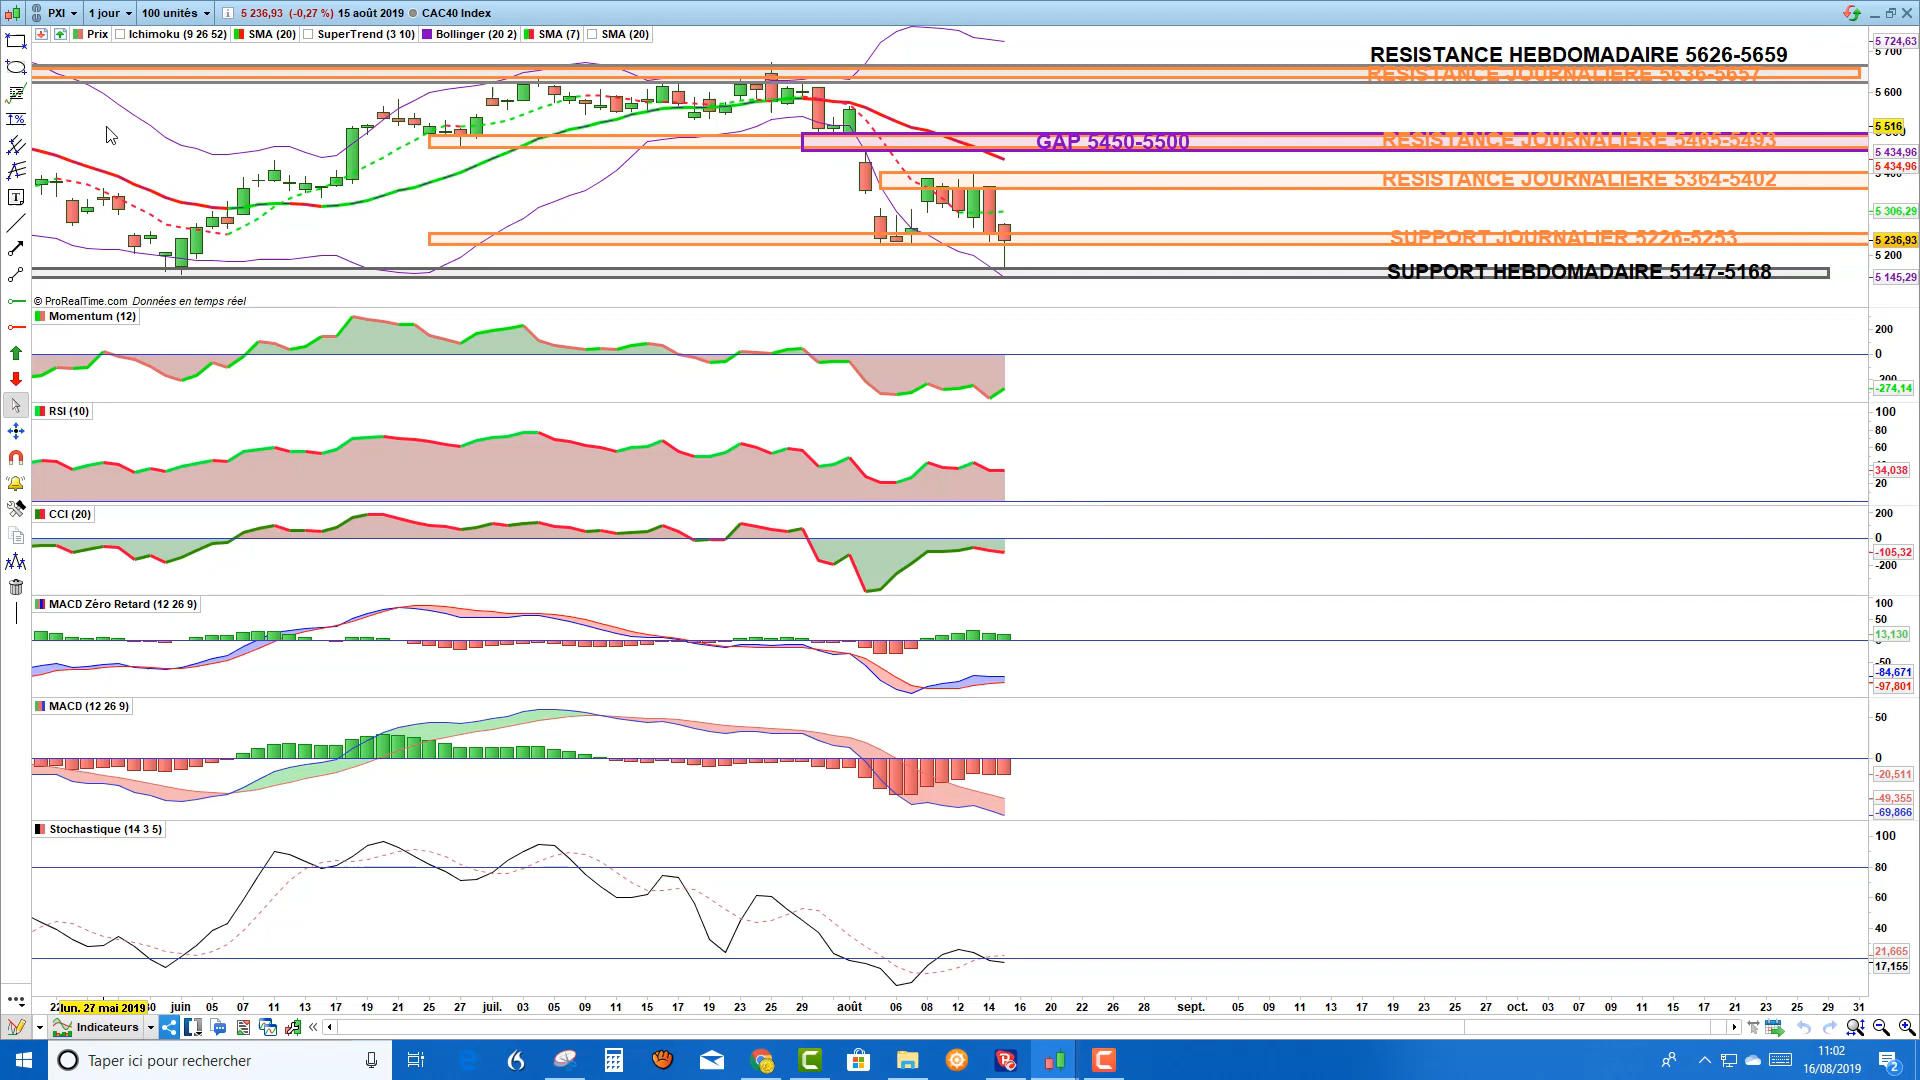 PXI 1 jour 100 unités 5 236,93 (-0,27 %) 15 août 2019 CAC40 Index
Prix Ichimoku (9 26 52) SMA (20) SuperTrend (3 10) Bollinger (20 2) SMA (7) SMA (20)
5 724,63
5 700
RESISTANCE HEBDOMADAIRE 5626-5659
RESISTANCE JOURNALIERE 5636-5657
5 600
5 516
GAP 5450-5500
RESISTANCE JOURNALIERE 5465-5493
5 434,96
5 434,96
RESISTANCE JOURNALIERE 5364-5402
5 306,29
SUPPORT JOURNALIER 5226-5253
5 236,93
5 200
SUPPORT HEBDOMADAIRE 5147-5168
5 145,29
© ProRealTime.com Données en temps réel
Momentum (12)
200
0
-274,14
RSI (10)
100
80
60
34,038
20
CCI (20)
200
0
-105,32
-200
MACD Zéro Retard (12 26 9)
100
50
13,130
-50
-84,671
-97,801
MACD (12 26 9)
50
0
-20,511
-49,355
-69,866
Stochastique (14 3 5)
100
80
60
40
21,665
17,155
lun. 27 mai 2019 juin 05 07 11 13 17 19 21 25 27 juil. 03 05 09 11 15 17 19 23 25 29 août 06 08 12 14 16 20 22 26 28 sept. 05 09 11 13 17 19 23 25 27 oct. 03 07 09 11 15 17 21 23 25 29 31
Indicateurs
Taper ici pour rechercher
11:02
16/08/2019
2